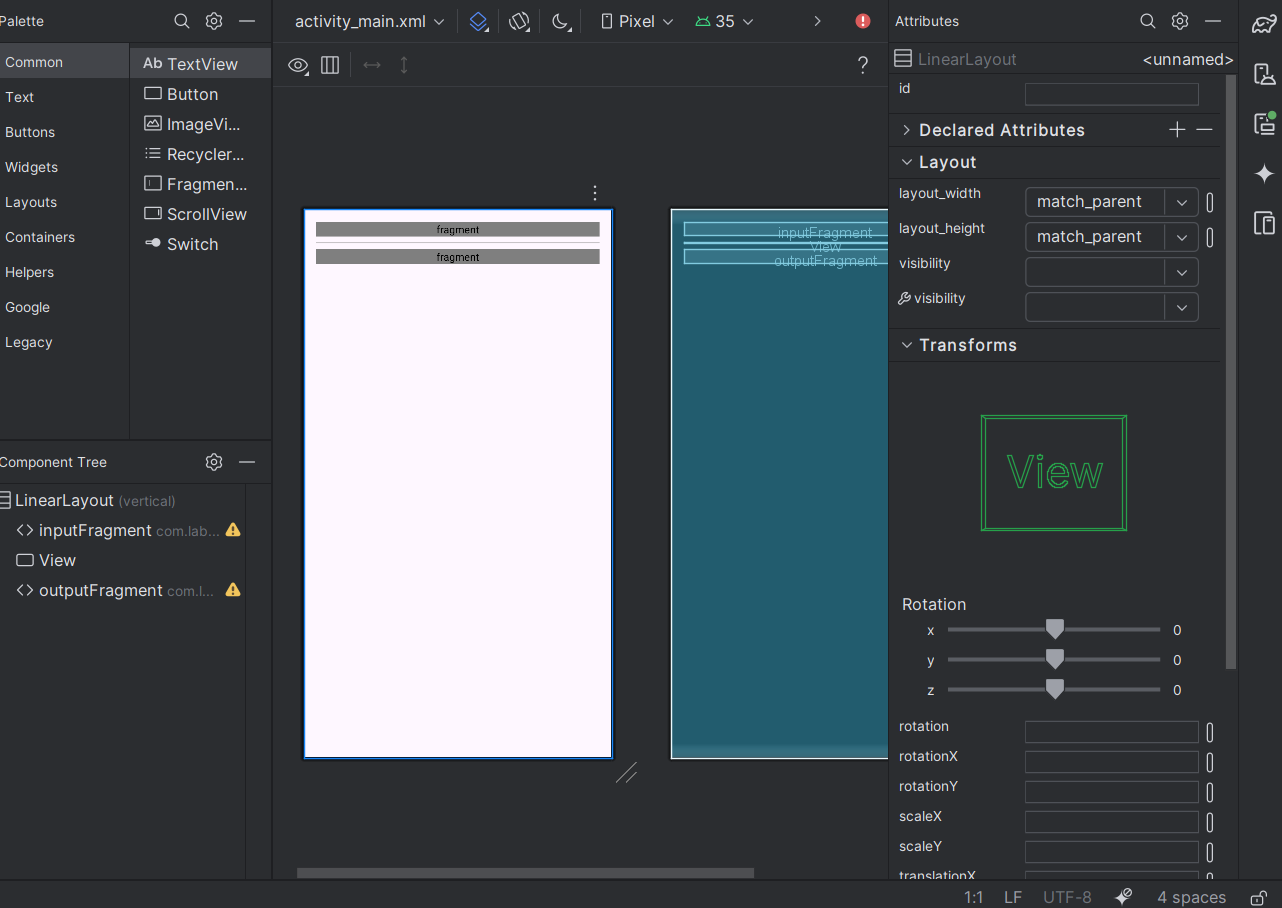 Palette
activity_main.xml
Pixel
35
Attributes
Common
Text
Buttons
Widgets
Layouts
Containers
Helpers
Google
Legacy
Ab TextView
Button
ImageVi...
Recycler...
Fragmen...
ScrollView
Switch
?
fragment
fragment
inputFragment
View
outputFragment
Component Tree
LinearLayout (vertical)
inputFragment com.lab...
View
outputFragment com.l...
LinearLayout <unnamed>
id
Declared Attributes
Layout
layout_width match_parent
layout_height match_parent
visibility
visibility
Transforms
View
Rotation
x 0
y 0
z 0
rotation
rotationX
rotationY
scaleX
scaleY
translationX
1:1 LF UTF-8 4 spaces